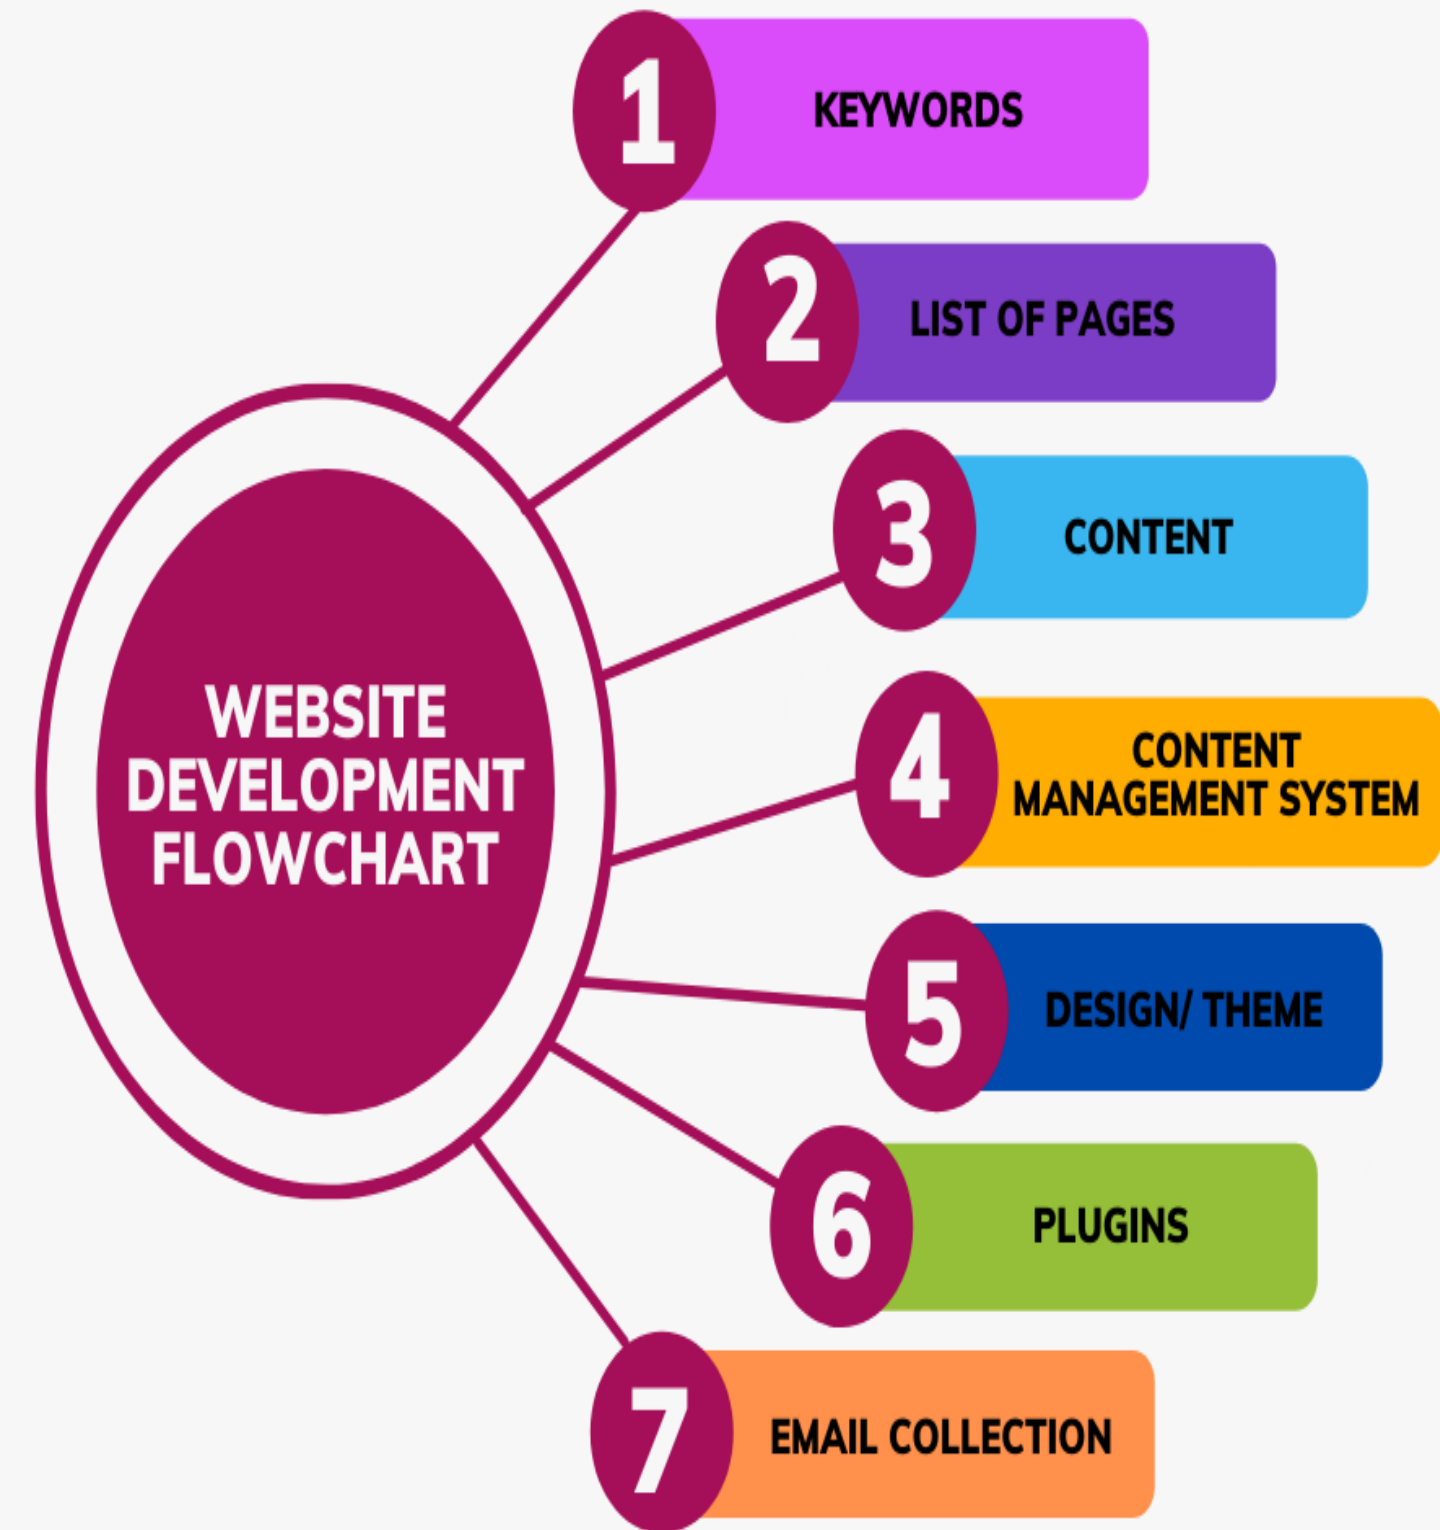 WEBSITE
DEVELOPMENT
FLOWCHART
1
KEYWORDS
2
LIST OF PAGES
3
CONTENT
4
CONTENT
MANAGEMENT SYSTEM
5
DESIGN/ THEME
6
PLUGINS
7
EMAIL COLLECTION